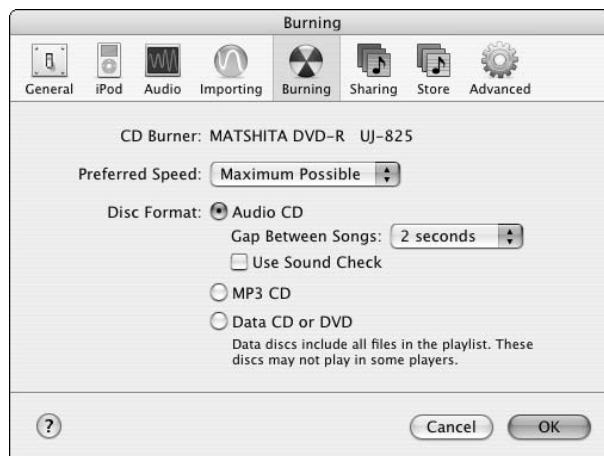 Burning
General iPod Audio Importing Burning Sharing Store Advanced
CD Burner: MATSHITA DVD-R UJ-825
Preferred Speed: Maximum Possible
Disc Format: Audio CD
Gap Between Songs: 2 seconds
Use Sound Check
MP3 CD
Data CD or DVD
Data discs include all files in the playlist. These
discs may not play in some players.
? Cancel OK